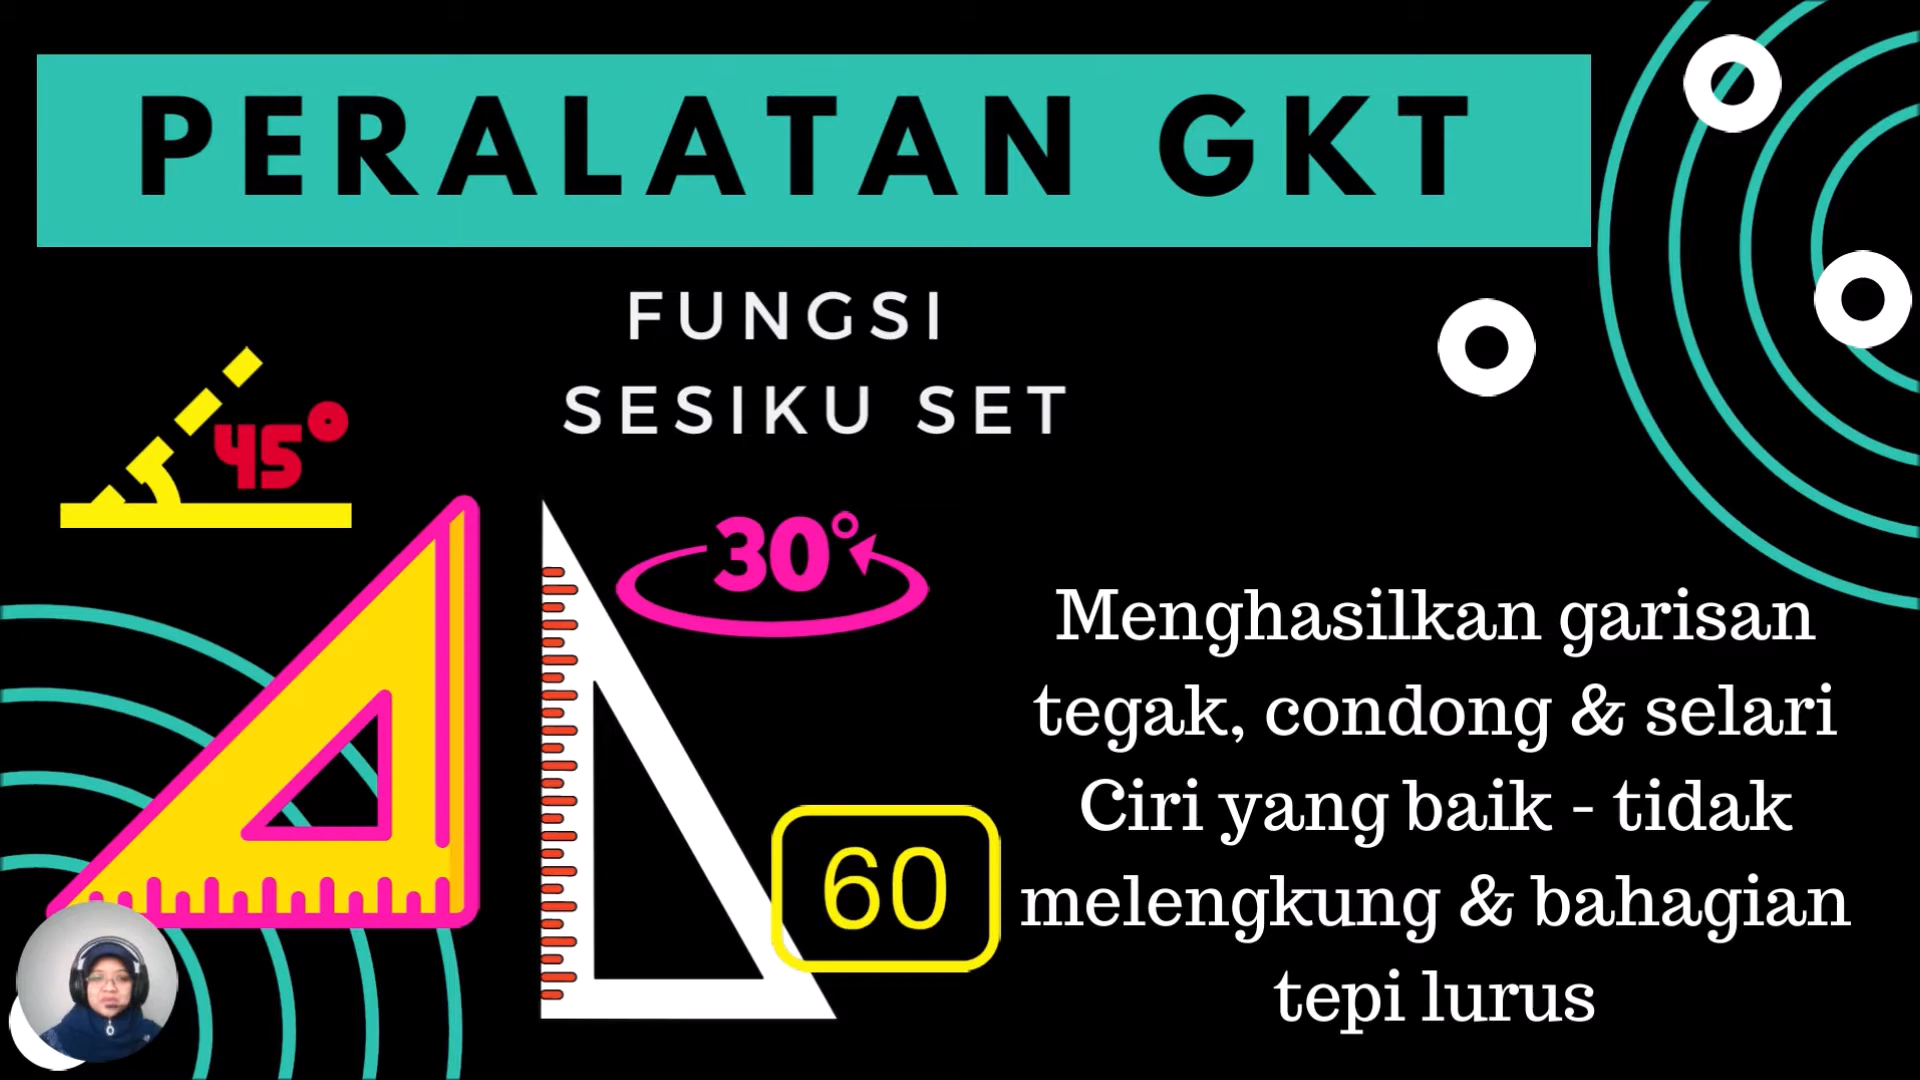 PERALATAN GKT
FUNGSI
SESIKU SET
45°
30°
60
Menghasilkan garisan
tegak, condong & selari
Ciri yang baik - tidak
melengkung & bahagian
tepi lurus